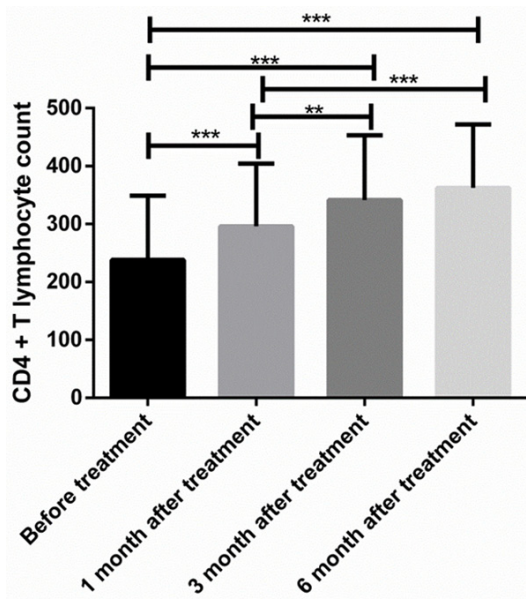 ***
***
***
**
***
CD4 + T lymphocyte count
500
400
300
200
100
0
Before treatment
1 month after treatment
3 month after treatment
6 month after treatment